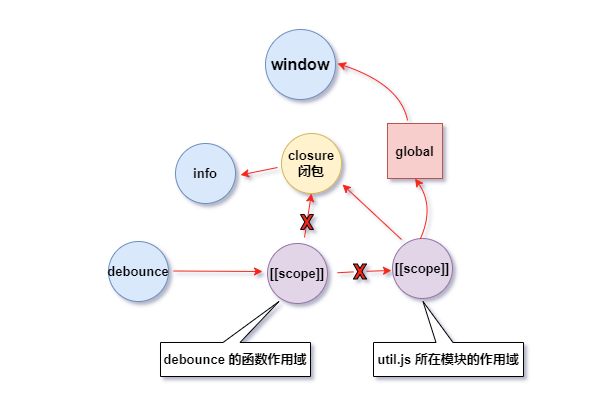 window
closure
闭包
global
info
X
debounce
[[scope]]
X
[[scope]]
debounce 的函数作用域
util.js 所在模块的作用域